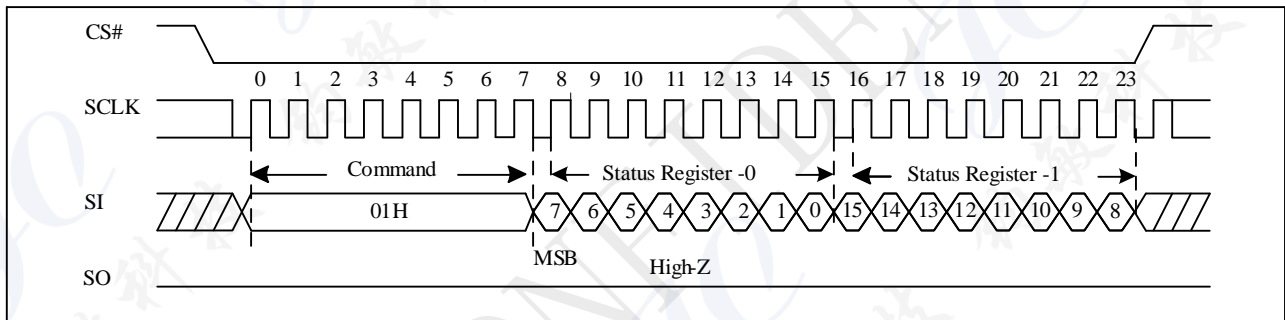 CS#
0 1 2 3 4 5 6 7 8 9 10 11 12 13 14 15 16 17 18 19 20 21 22 23
SCLK
Command Status Register -0 Status Register -1
SI 01H 7 6 5 4 3 2 1 0 15 14 13 12 11 10 9 8
MSB High-Z
SO